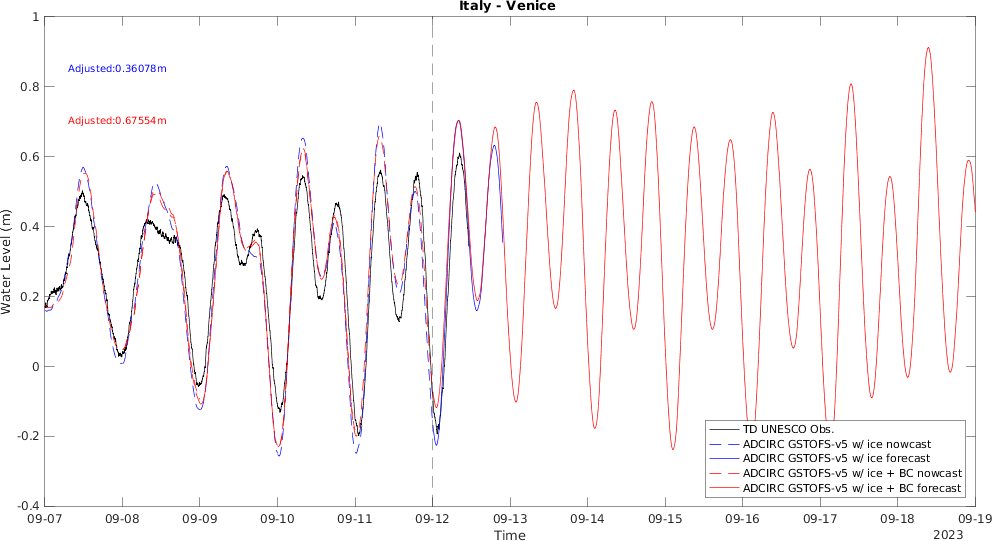 Italy - Venice
Adjusted:0.36078m
Adjusted:0.67554m
Water Level (m)
1
0.8
0.6
0.4
0.2
0
-0.2
-0.4
TD UNESCO Obs.
ADCIRC GSTOFS-v5 w/ ice nowcast
ADCIRC GSTOFS-v5 w/ ice forecast
ADCIRC GSTOFS-v5 w/ ice + BC nowcast
ADCIRC GSTOFS-v5 w/ ice + BC forecast
09-07 09-08 09-09 09-10 09-11 09-12 09-13 09-14 09-15 09-16 09-17 09-18 09-19
Time
2023